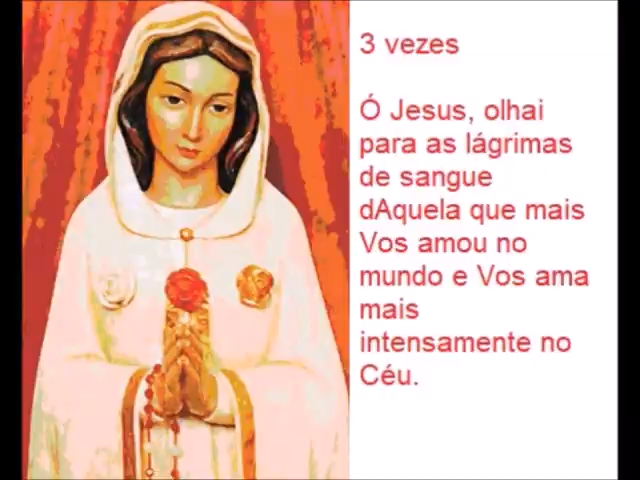 3 vezes
Ó Jesus, olhai
para as lágrimas
de sangue
dAquela que mais
Vos amou no
mundo e Vos ama
mais
intensamente no
Céu.